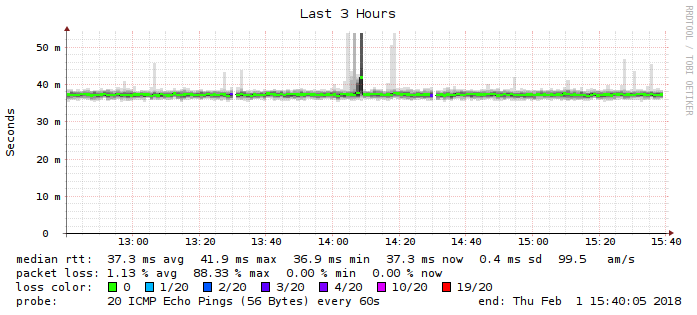 Last 3 Hours
RRDTOOL / TOBI OETIKER
Seconds
50 m
40 m
30 m
20 m
10 m
0
13:00 13:20 13:40 14:00 14:20 14:40 15:00 15:20 15:40
median rtt: 37.3 ms avg 41.9 ms max 36.9 ms min 37.3 ms now 0.4 ms sd 99.5 am/s
packet loss: 1.13 % avg 88.33 % max 0.00 % min 0.00 % now
loss color: 0 1/20 2/20 3/20 4/20 10/20 19/20
probe: 20 ICMP Echo Pings (56 Bytes) every 60s end: Thu Feb 1 15:40:05 2018